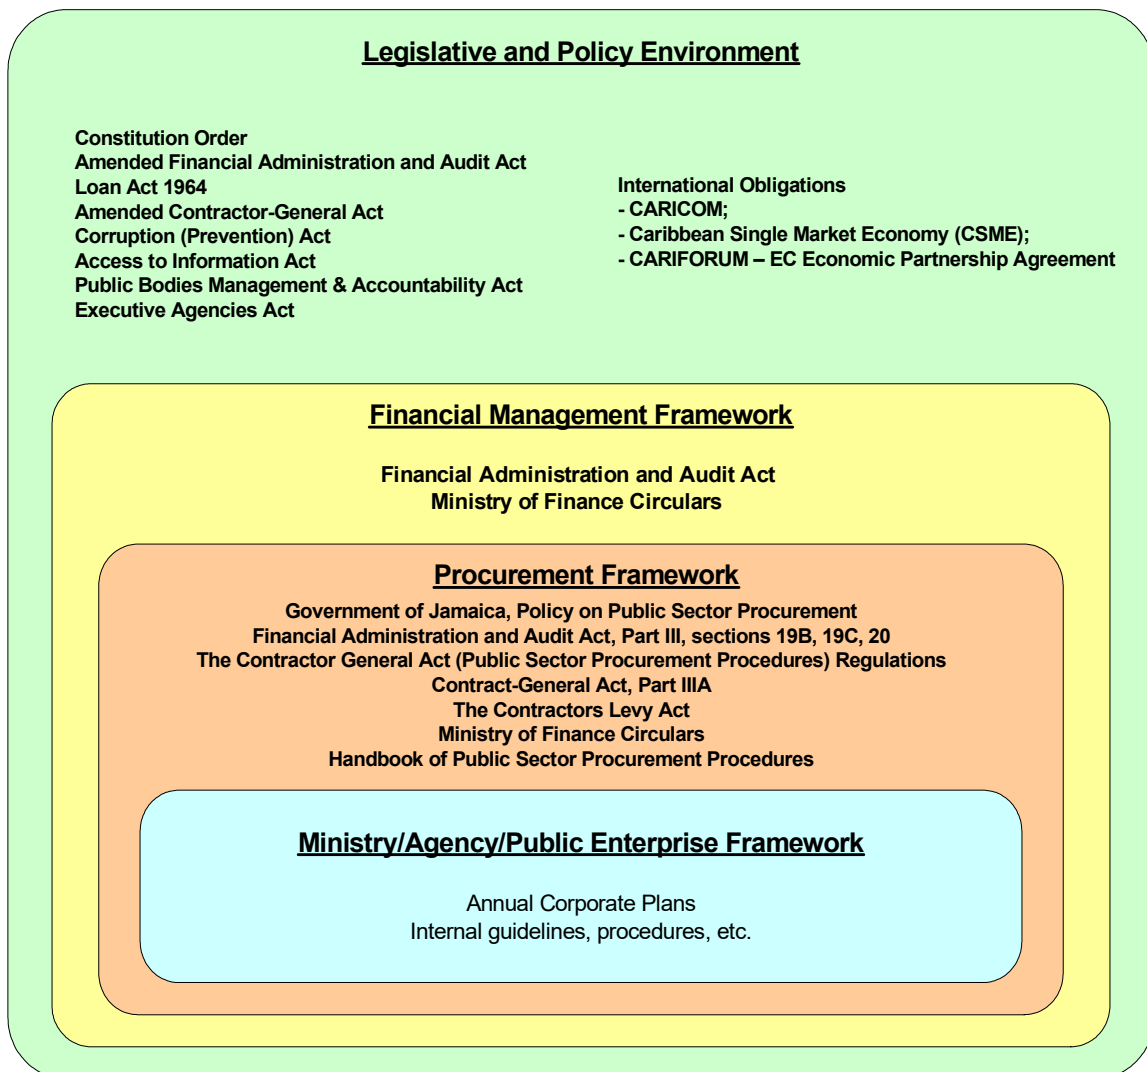 Legislative and Policy Environment
Constitution Order
Amended Financial Administration and Audit Act
Loan Act 1964
Amended Contractor-General Act
Corruption (Prevention) Act
Access to Information Act
Public Bodies Management & Accountability Act
Executive Agencies Act
International Obligations
- CARICOM;
- Caribbean Single Market Economy (CSME);
- CARIFORUM – EC Economic Partnership Agreement
Financial Management Framework
Financial Administration and Audit Act
Ministry of Finance Circulars
Procurement Framework
Government of Jamaica, Policy on Public Sector Procurement
Financial Administration and Audit Act, Part III, sections 19B, 19C, 20
The Contractor General Act (Public Sector Procurement Procedures) Regulations
Contract-General Act, Part IIIA
The Contractors Levy Act
Ministry of Finance Circulars
Handbook of Public Sector Procurement Procedures
Ministry/Agency/Public Enterprise Framework
Annual Corporate Plans
Internal guidelines, procedures, etc.